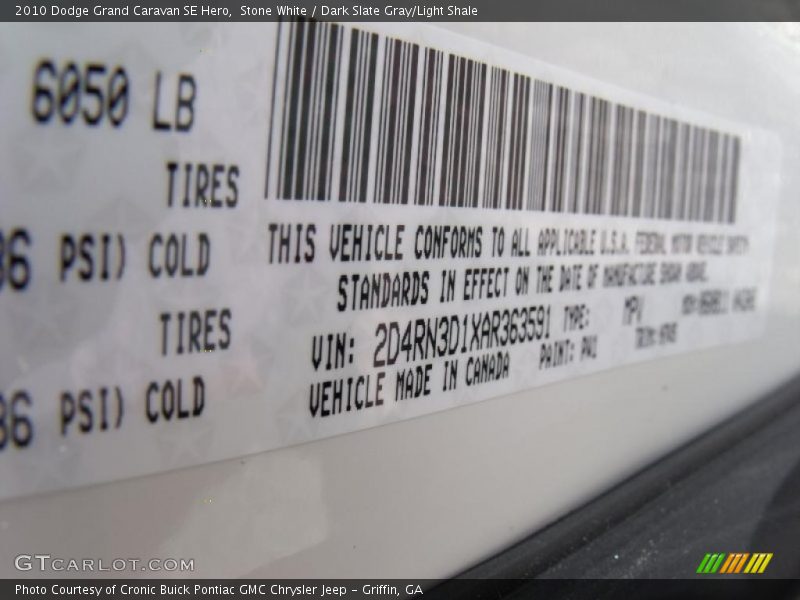 2010 Dodge Grand Caravan SE Hero,  Stone White / Dark Slate Gray/Light Shale
6050 LB
TIRES
PSI) COLD
TIRES
PSI) COLD
THIS VEHICLE CONFORMS TO ALL APPLICABLE U.S.A. FEDERAL MOTOR VEHICLE SAFETY
STANDARDS IN EFFECT ON THE DATE OF MANUFACTURE SHOWN ABOVE.
VIN: 2D4RN3D1XAR363591 TYPE: MPV
VEHICLE MADE IN CANADA PAINT: PW1
GTCARLOT.COM
Photo Courtesy of Cronic Buick Pontiac GMC Chrysler Jeep - Griffin, GA